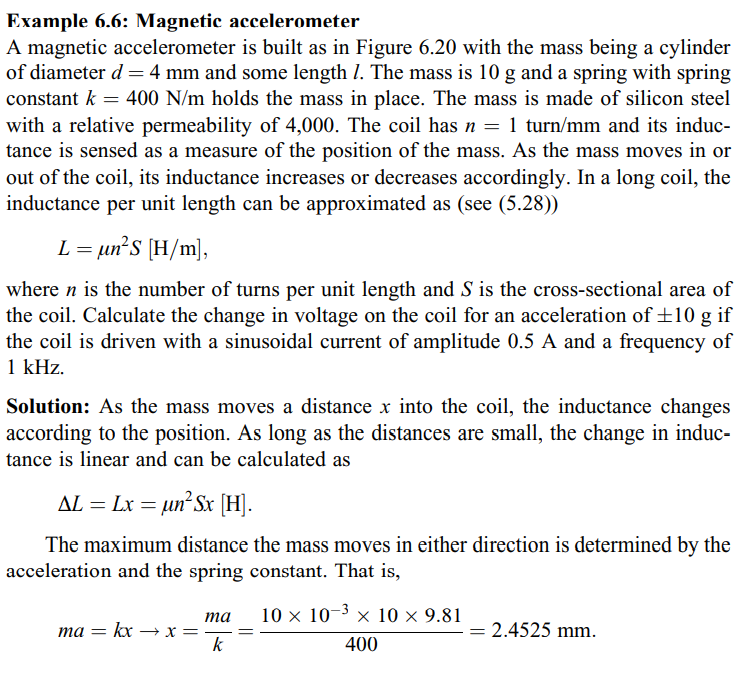 Example 6.6: Magnetic accelerometer
A magnetic accelerometer is built as in Figure 6.20 with the mass being a cylinder
of diameter d = 4 mm and some length l. The mass is 10 g and a spring with spring
constant k = 400 N/m holds the mass in place. The mass is made of silicon steel
with a relative permeability of 4,000. The coil has n = 1 turn/mm and its induc-
tance is sensed as a measure of the position of the mass. As the mass moves in or
out of the coil, its inductance increases or decreases accordingly. In a long coil, the
inductance per unit length can be approximated as (see (5.28))
L = μn²S [H/m],
where n is the number of turns per unit length and S is the cross-sectional area of
the coil. Calculate the change in voltage on the coil for an acceleration of ±10 g if
the coil is driven with a sinusoidal current of amplitude 0.5 A and a frequency of
1 kHz.
Solution: As the mass moves a distance x into the coil, the inductance changes
according to the position. As long as the distances are small, the change in induc-
tance is linear and can be calculated as
ΔL = Lx = μn²Sx [H].
The maximum distance the mass moves in either direction is determined by the
acceleration and the spring constant. That is,
ma = kx → x = ma/k = (10 × 10⁻³ × 10 × 9.81)/400 = 2.4525 mm.